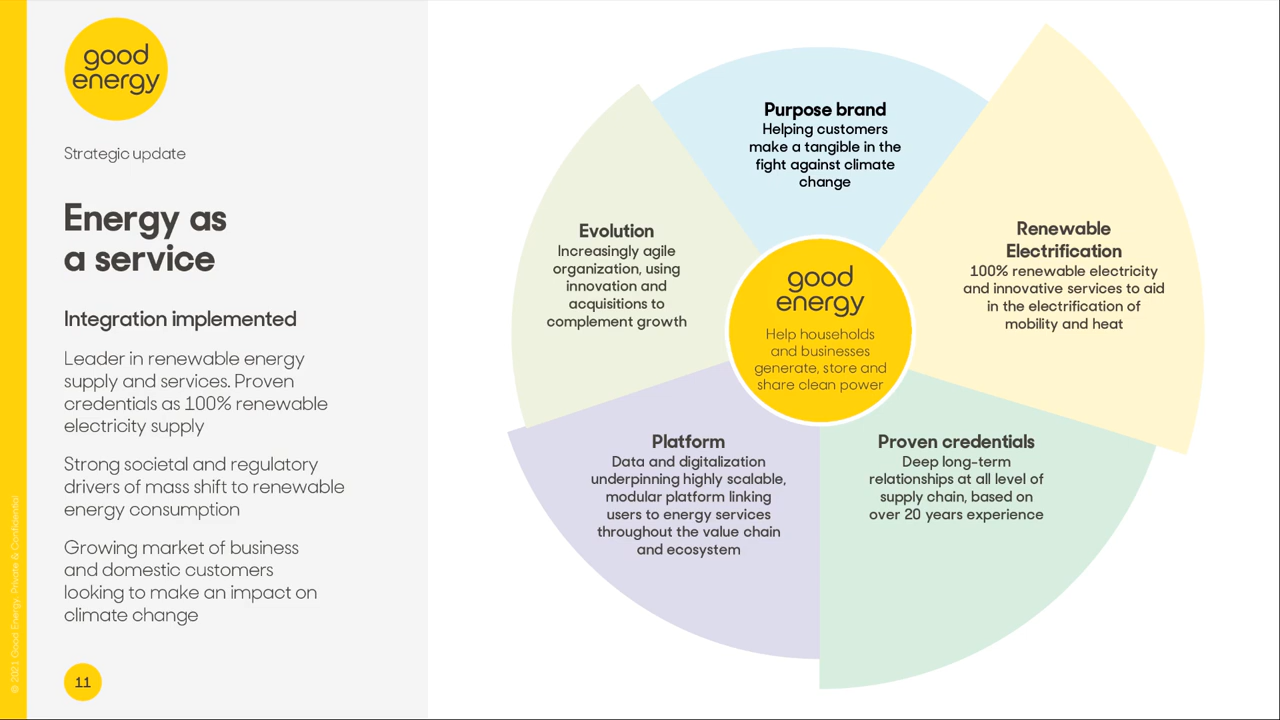 good
energy
Strategic update
Energy as
a service
Integration implemented
Leader in renewable energy
supply and services. Proven
credentials as 100% renewable
electricity supply
Strong societal and regulatory
drivers of mass shift to renewable
energy consumption
Growing market of business
and domestic customers
looking to make an impact on
climate change
11
© 2021 Good Energy. Private & Confidential
Purpose brand
Helping customers
make a tangible in the
fight against climate
change
Renewable
Electrification
100% renewable electricity
and innovative services to aid
in the electrification of
mobility and heat
Proven credentials
Deep long-term
relationships at all level of
supply chain, based on
over 20 years experience
Platform
Data and digitalization
underpinning highly scalable,
modular platform linking
users to energy services
throughout the value chain
and ecosystem
Evolution
Increasingly agile
organization, using
innovation and
acquisitions to
complement growth
good
energy
Help households
and businesses
generate, store and
share clean power